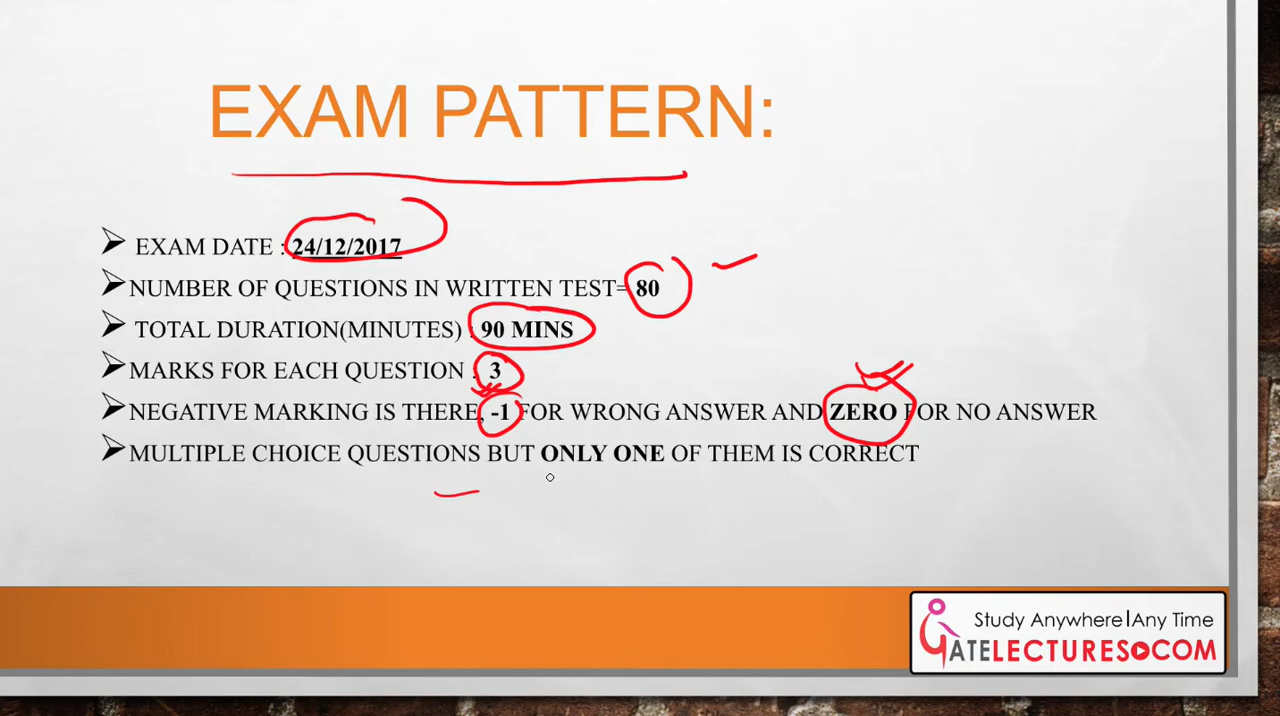 EXAM PATTERN:
EXAM DATE : 24/12/2017
NUMBER OF QUESTIONS IN WRITTEN TEST= 80
TOTAL DURATION(MINUTES) : 90 MINS
MARKS FOR EACH QUESTION : 3
NEGATIVE MARKING IS THERE, -1 FOR WRONG ANSWER AND ZERO FOR NO ANSWER
MULTIPLE CHOICE QUESTIONS BUT ONLY ONE OF THEM IS CORRECT
Study Anywhere|Any Time
GATELECTURES.COM